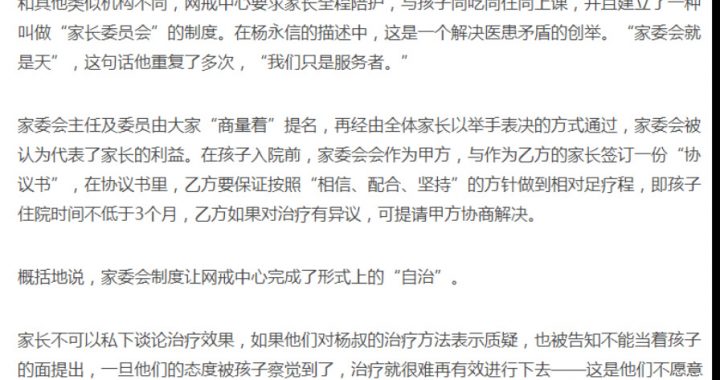 和其他类似机构不同，网戒中心要求家长全程陪护，与孩子同吃同住同上课，并且建立了一种
叫做“家长委员会”的制度。在杨永信的描述中，这是一个解决医患矛盾的创举。“家委会就
是天”，这句话他重复了多次，“我们只是服务者。”
家委会主任及委员由大家“商量着”提名，再经由全体家长以举手表决的方式通过，家委会被
认为代表了家长的利益。在孩子入院前，家委会会作为甲方，与作为乙方的家长签订一份“协
议书”，在协议书里，乙方要保证按照“相信、配合、坚持”的方针做到相对足疗程，即孩子
住院时间不低于3个月，乙方如果对治疗有异议，可提请甲方协商解决。
概括地说，家委会制度让网戒中心完成了形式上的“自治”。
家长不可以私下谈论治疗效果，如果他们对杨叔的治疗方法表示质疑，也被告知不能当着孩子
的面提出，一旦他们的态度被孩子察觉到了，治疗就很难再有效进行下去——这是他们不愿意